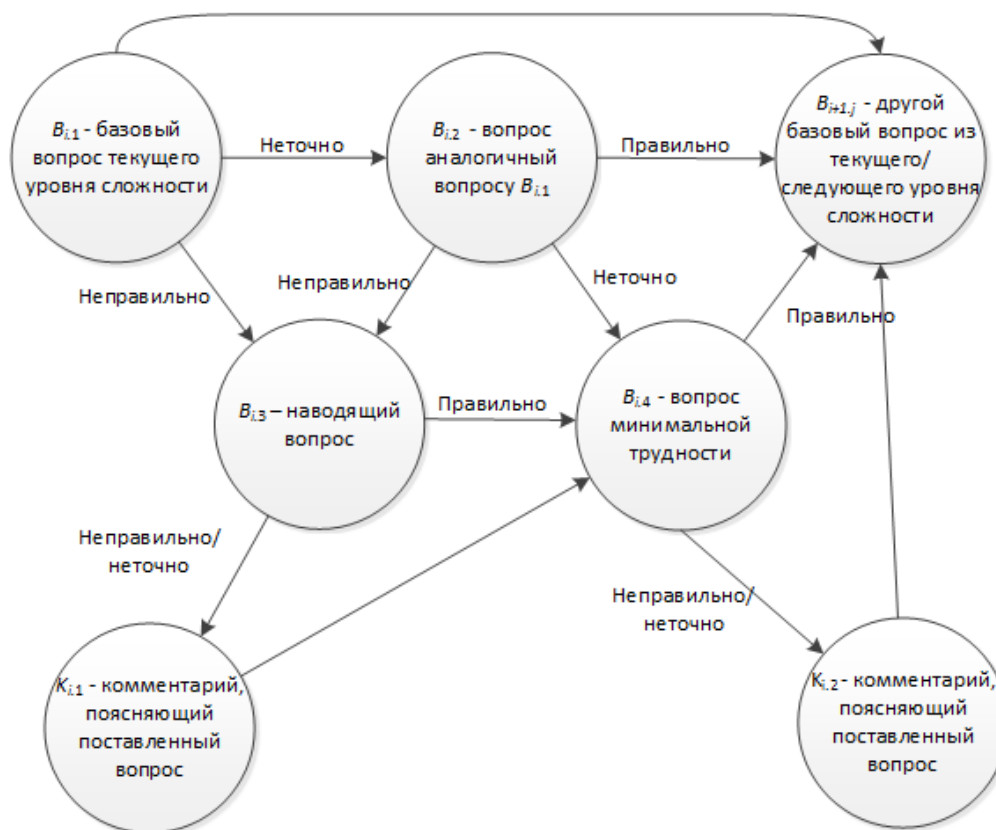 B_{i.1} - базовый
вопрос текущего
уровня сложности
Неточно
B_{i.2} - вопрос
аналогичный
вопросу B_{i.1}
Правильно
B_{i+1.j} - другой
базовый вопрос из
текущего/
следующего уровня
сложности
Неправильно
Неправильно
Неточно
Правильно
B_{i.3} – наводящий
вопрос
Правильно
B_{i.4} - вопрос
минимальной
трудности
Неправильно/
неточно
Неправильно/
неточно
K_{i.1} - комментарий,
поясняющий
поставленный
вопрос
K_{i.2} - комментарий,
поясняющий
поставленный
вопрос